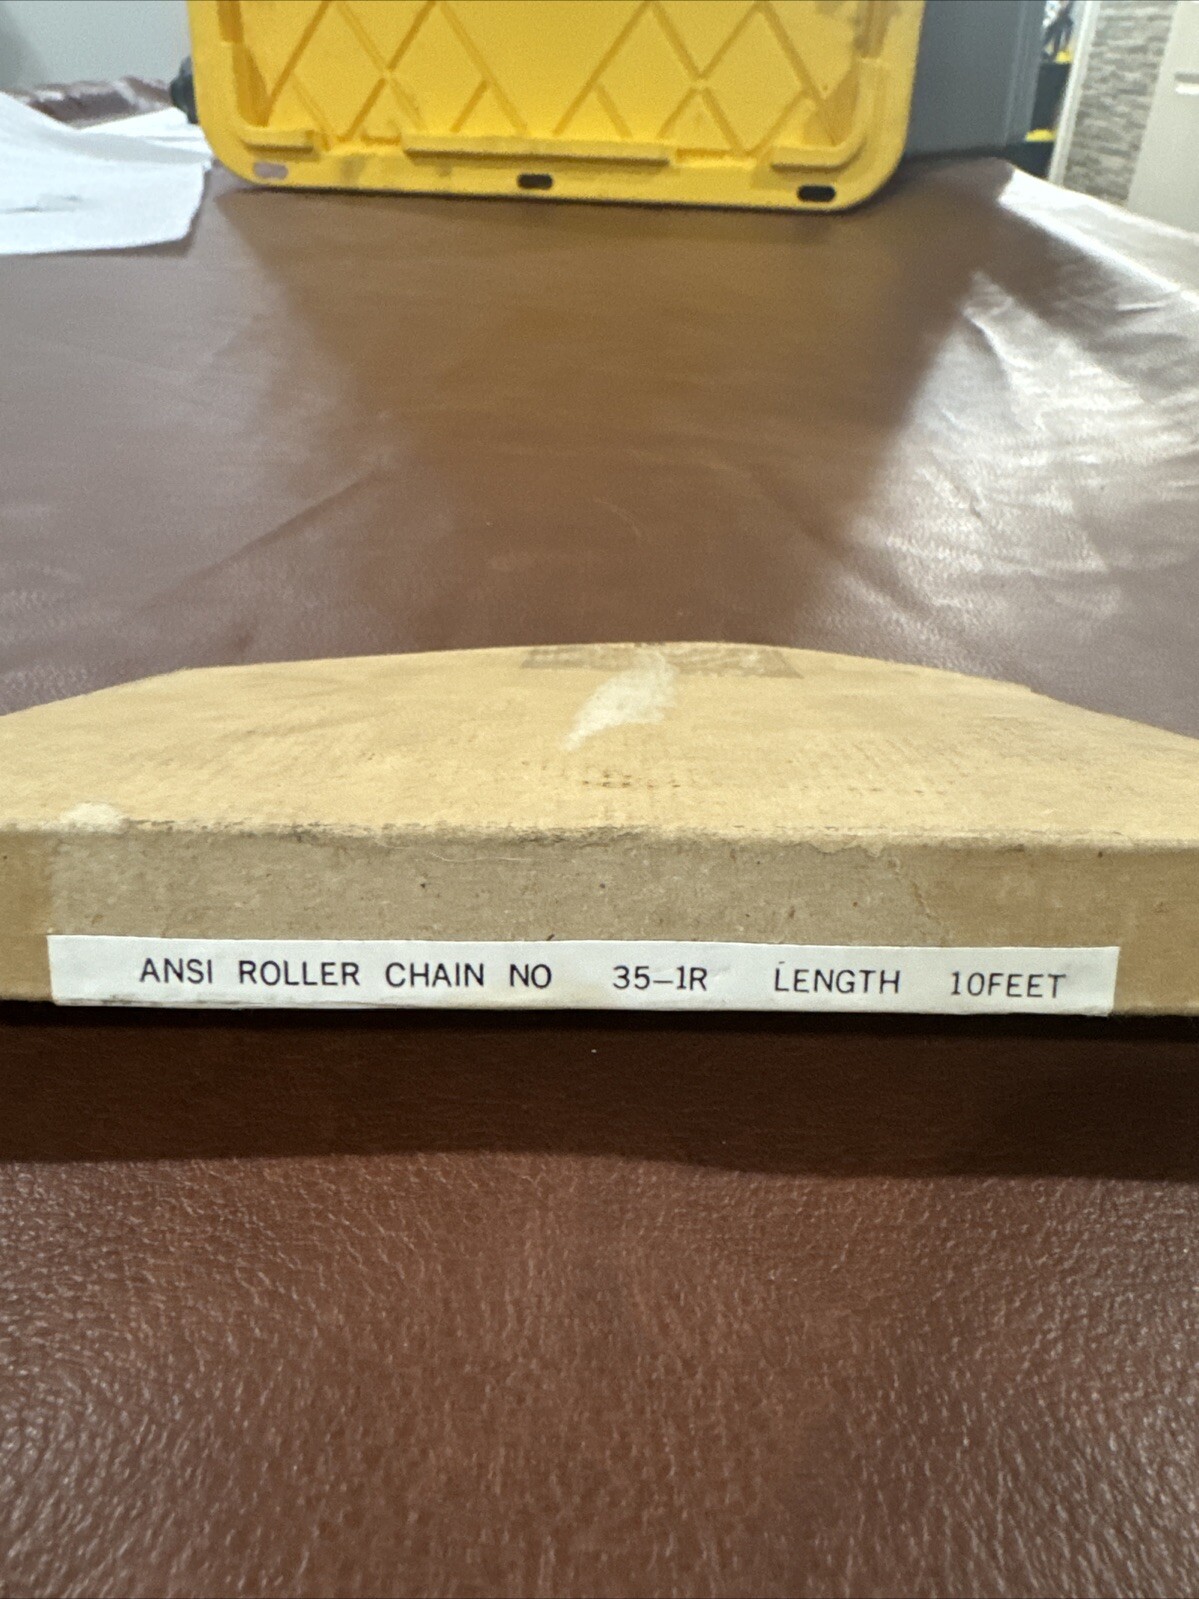 ANSI ROLLER CHAIN NO 35-1R LENGTH 10FEET